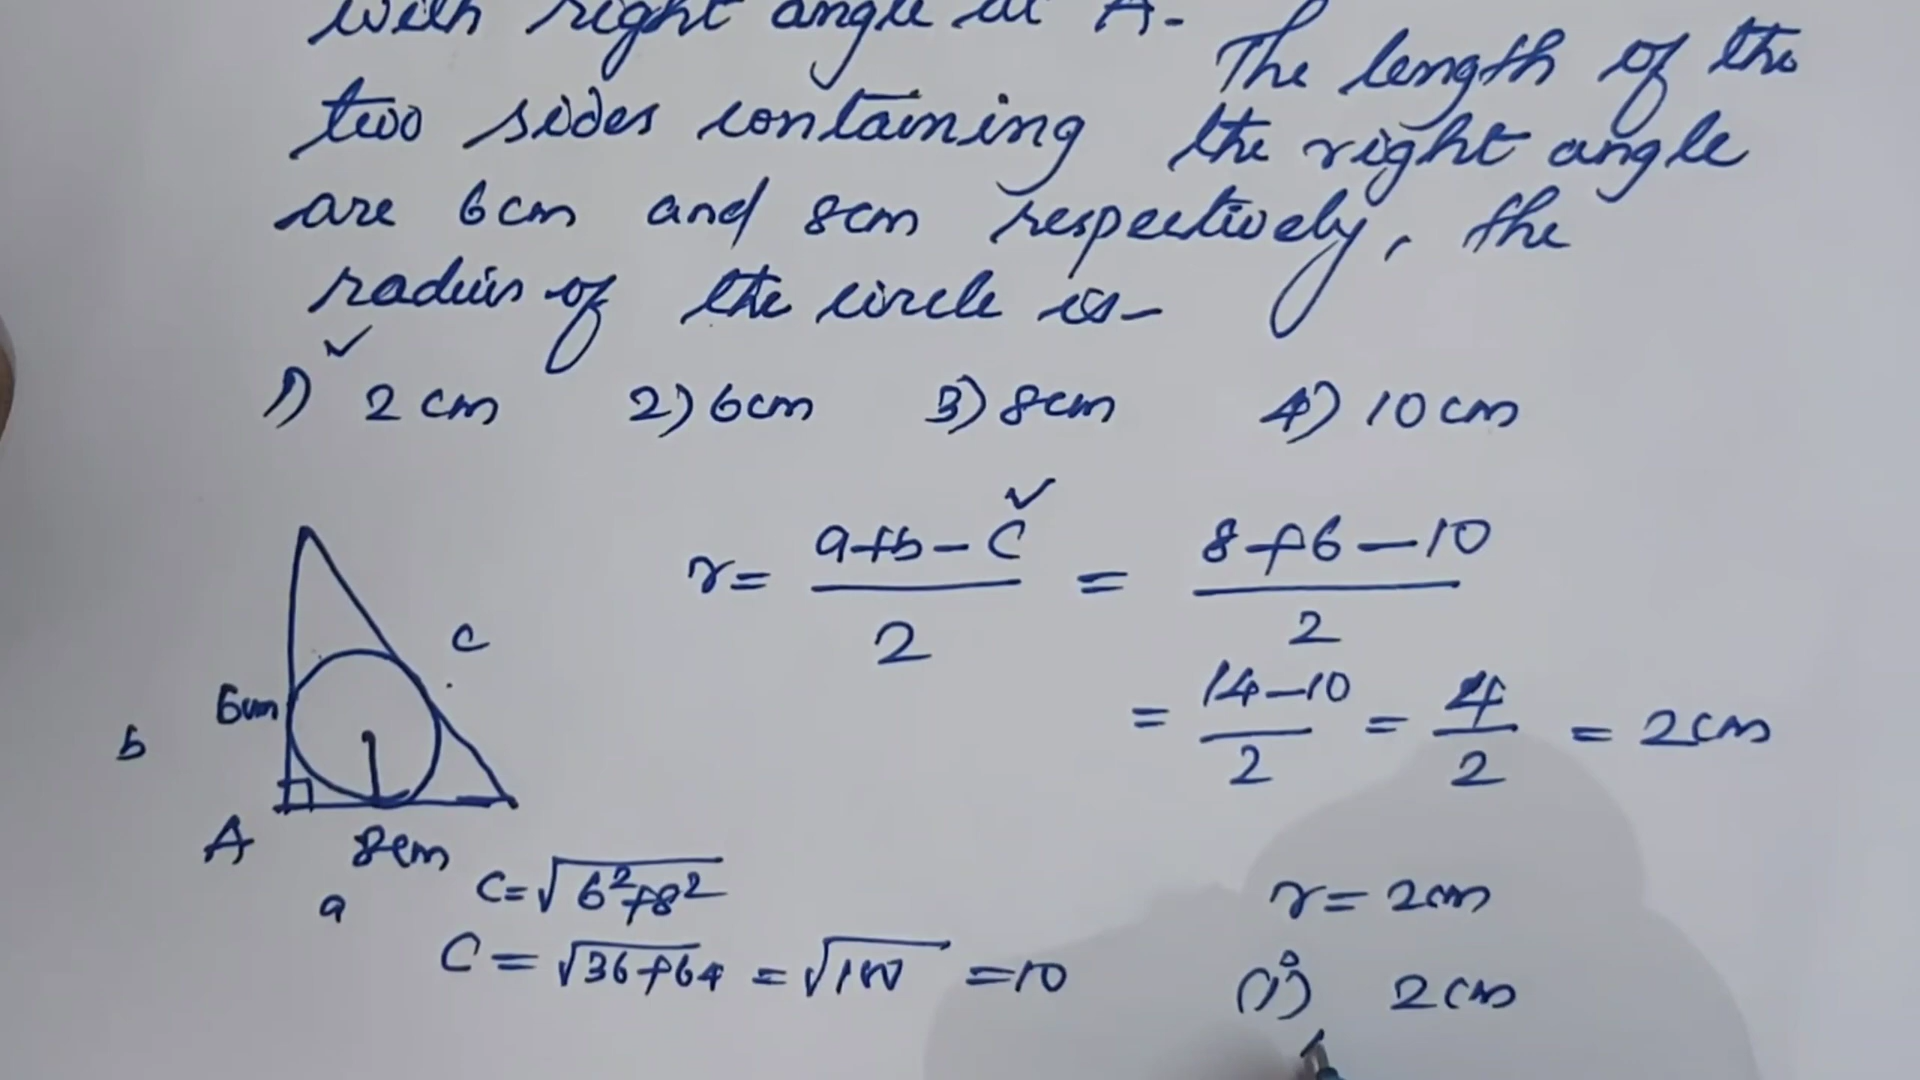 with right angle at A. The length of the
two sides containing the right angle
are 6cm and 8cm respectively, the
radius of the circle is-
1) ✓ 2 cm 2) 6cm 3) 8cm 4) 10 cm
r = (a+b-c)/2 = (8+6-10)/2
= (14-10)/2 = 4/2 = 2cm
c
6cm
b
A 8cm
a
C = √6²+8²
C = √36+64 = √100 = 10
r = 2cm
(i) 2cm